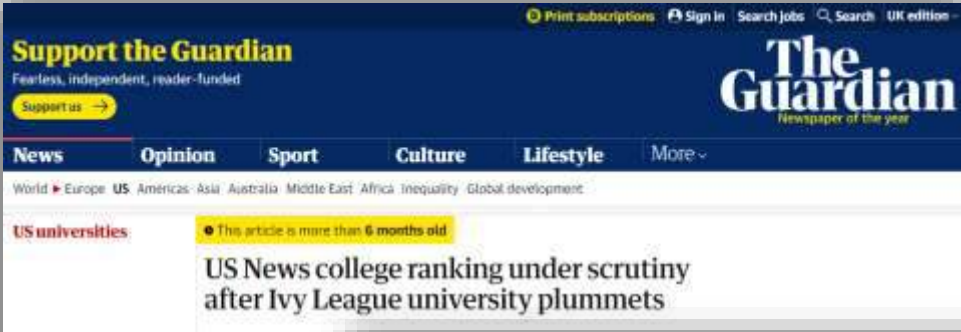 Print subscriptions Sign in Search jobs Search UK edition
Support the Guardian
Fearless, independent, reader-funded
Support us →
The
Guardian
Newspaper of the year
News Opinion Sport Culture Lifestyle More
World Europe US Americas Asia Australia Middle East Africa Inequality Global development
US universities
This article is more than 6 months old
US News college ranking under scrutiny
after Ivy League university plummets